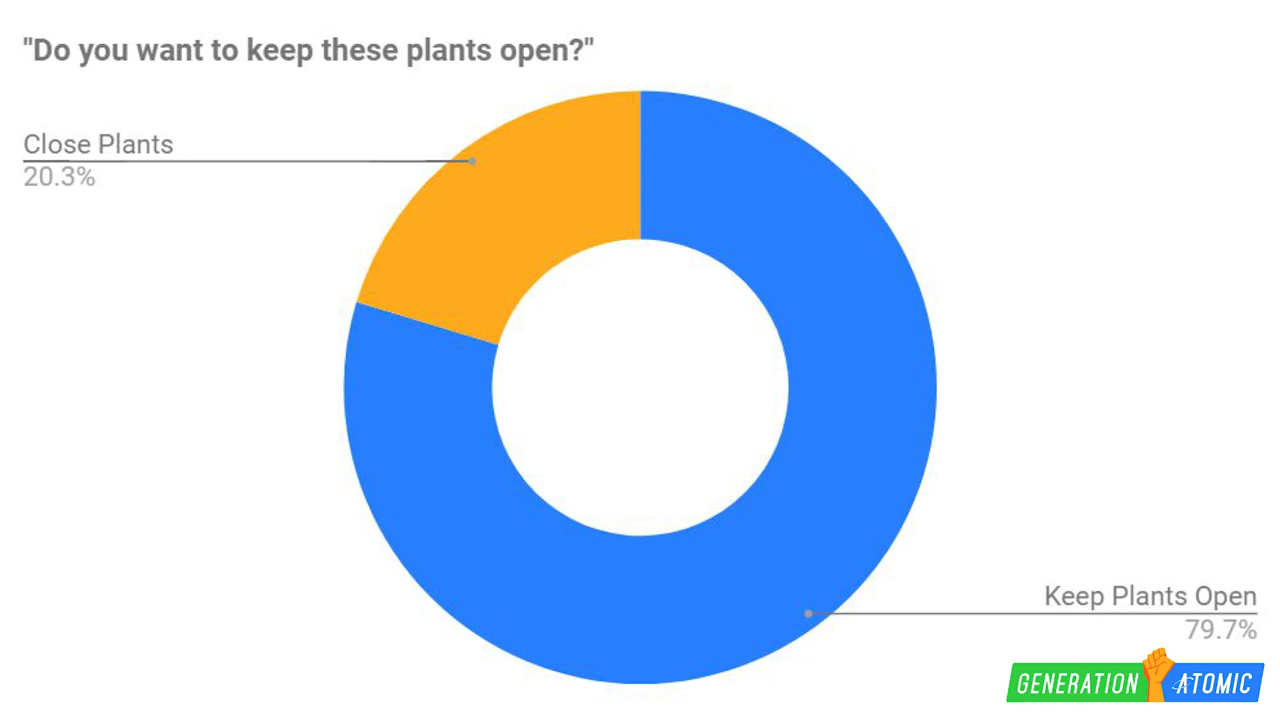 "Do you want to keep these plants open?"
Close Plants
20.3%
Keep Plants Open
79.7%
GENERATION ATOMIC